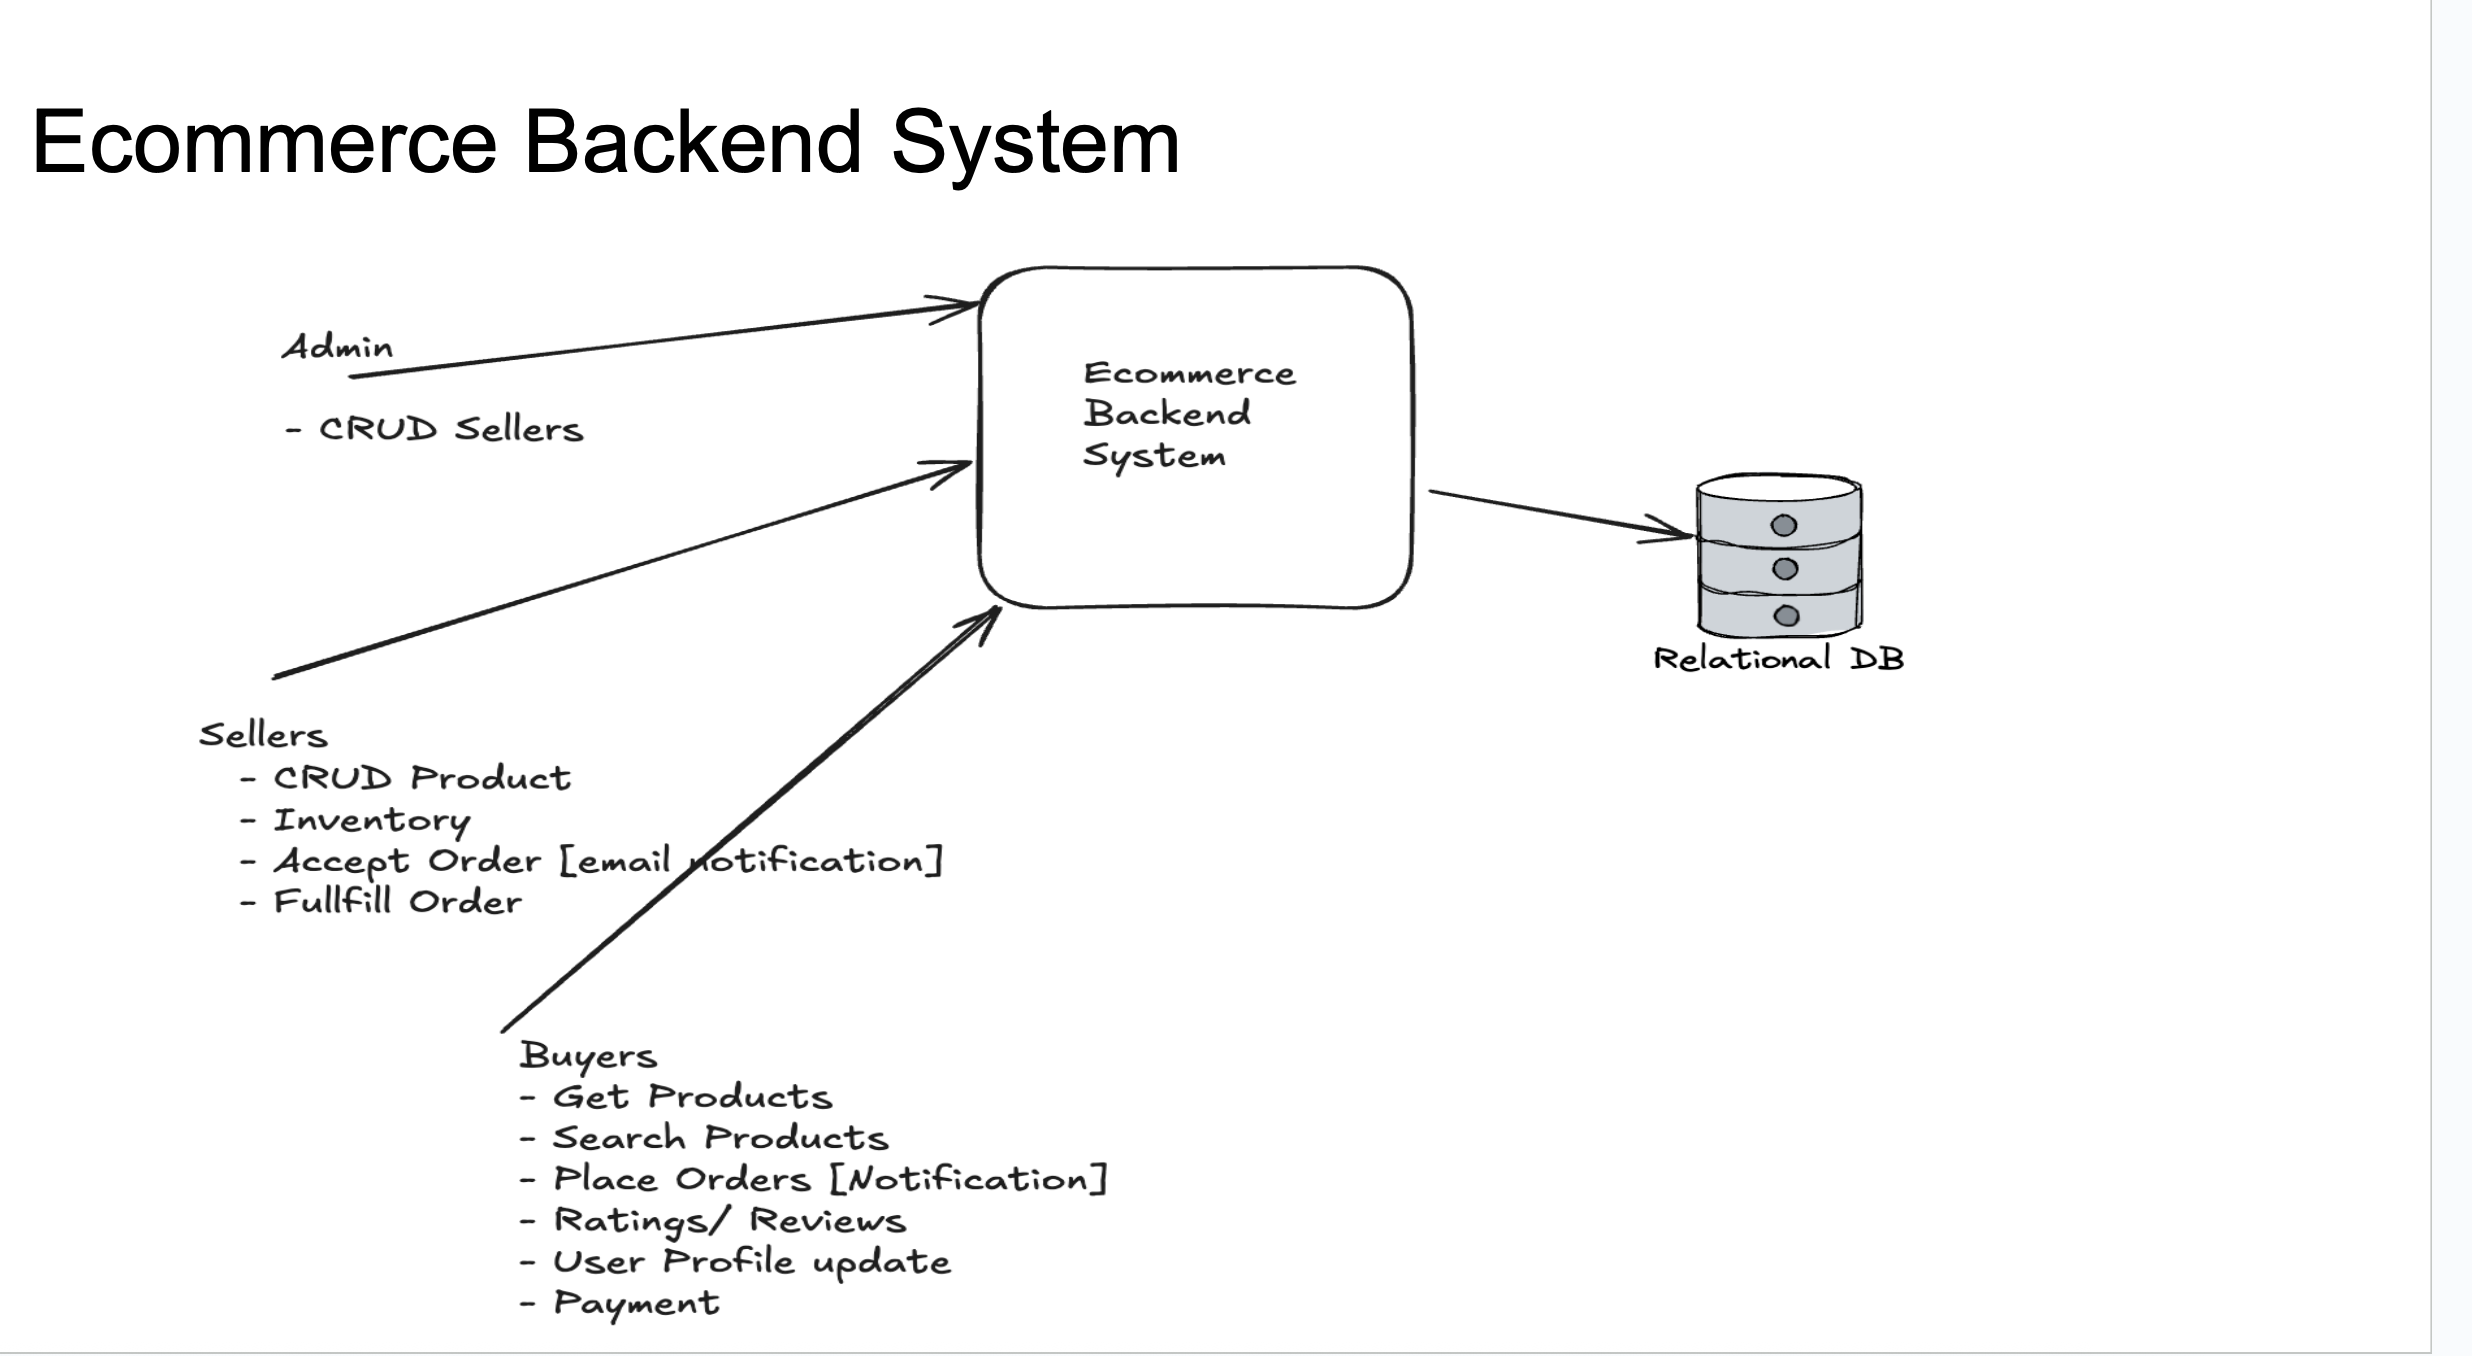 Ecommerce Backend System
Admin
- CRUD Sellers
Ecommerce
Backend
System
Relational DB
Sellers
- CRUD Product
- Inventory
- Accept Order [email notification]
- Fullfill Order
Buyers
- Get Products
- Search Products
- Place Orders [Notification]
- Ratings/ Reviews
- User Profile update
- Payment